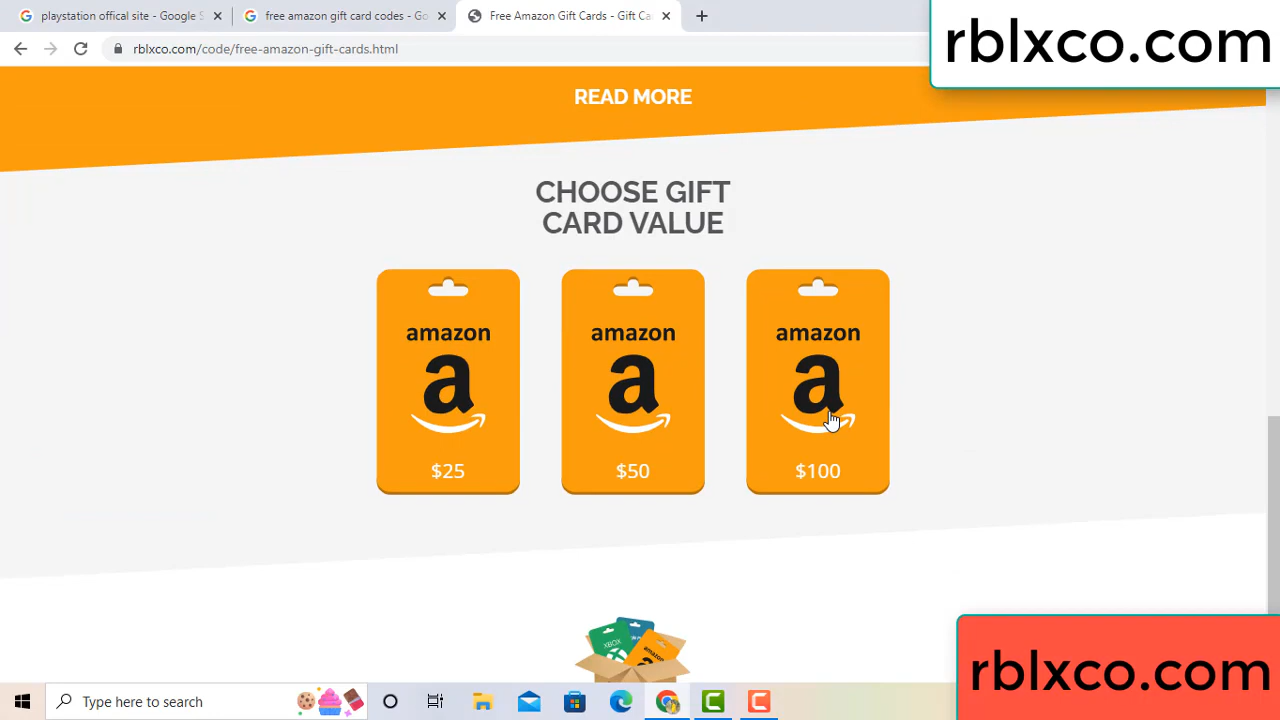 playstation offical site - Google S
free amazon gift card codes - Go
Free Amazon Gift Cards - Gift Ca
rblxco.com/code/free-amazon-gift-cards.html
rblxco.com
READ MORE
CHOOSE GIFT
CARD VALUE
amazon amazon amazon
a a a
$25 $50 $100
XBOX
rblxco.com
Type here to search